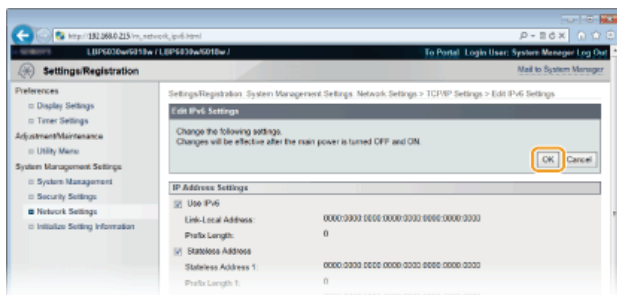 http://192.168.0.215/m_network_ipv6.html
LBP6030w/6018w / LBP6030w/6018w /
To Portal Login User: System Manager Log Out
Settings/Registration
Mail to System Manager
Preferences
Display Settings
Timer Settings
Adjustment/Maintenance
Utility Menu
System Management Settings
System Management
Security Settings
Network Settings
Initialize Setting Information
Settings/Registration: System Management Settings: Network Settings > TCP/IP Settings > Edit IPv6 Settings
Edit IPv6 Settings
Change the following settings.
Changes will be effective after the main power is turned OFF and ON.
OK Cancel
IP Address Settings
Use IPv6
Link-Local Address: 0000:0000:0000:0000:0000:0000:0000:0000
Prefix Length: 0
Stateless Address
Stateless Address 1: 0000:0000:0000:0000:0000:0000:0000:0000
Prefix Length 1: 0